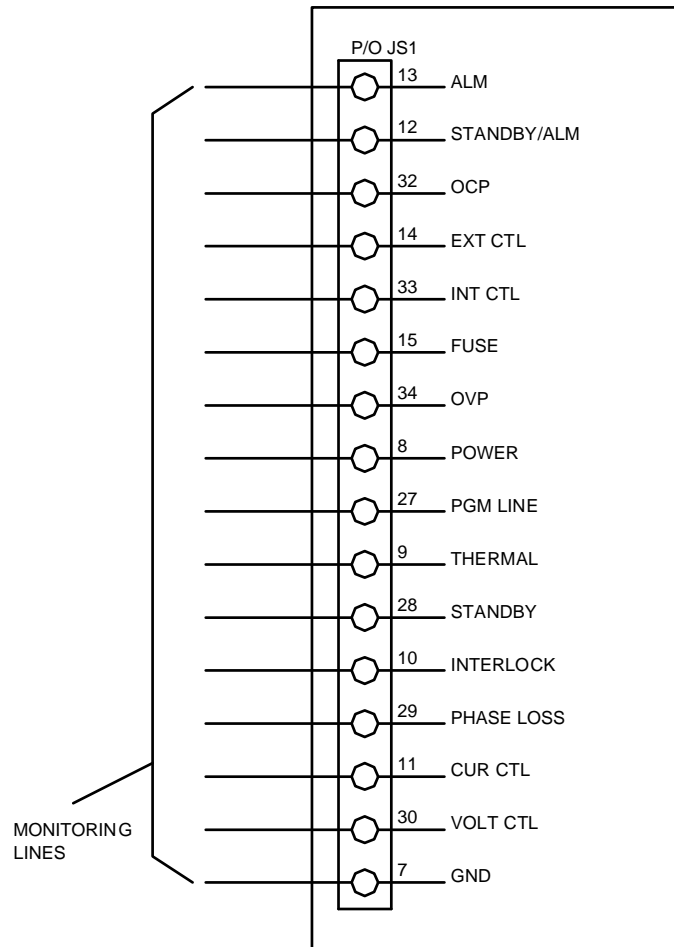 P/O JS1
13 ALM
12 STANDBY/ALM
32 OCP
14 EXT CTL
33 INT CTL
15 FUSE
34 OVP
8 POWER
27 PGM LINE
9 THERMAL
28 STANDBY
10 INTERLOCK
29 PHASE LOSS
11 CUR CTL
30 VOLT CTL
7 GND
MONITORING
LINES